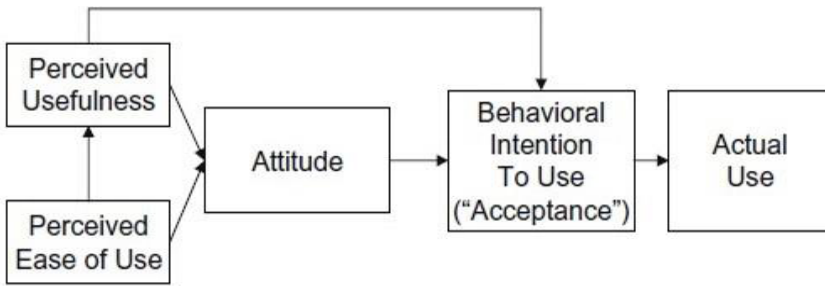 Perceived
Usefulness
Perceived
Ease of Use
Attitude
Behavioral
Intention
To Use
(“Acceptance”)
Actual
Use